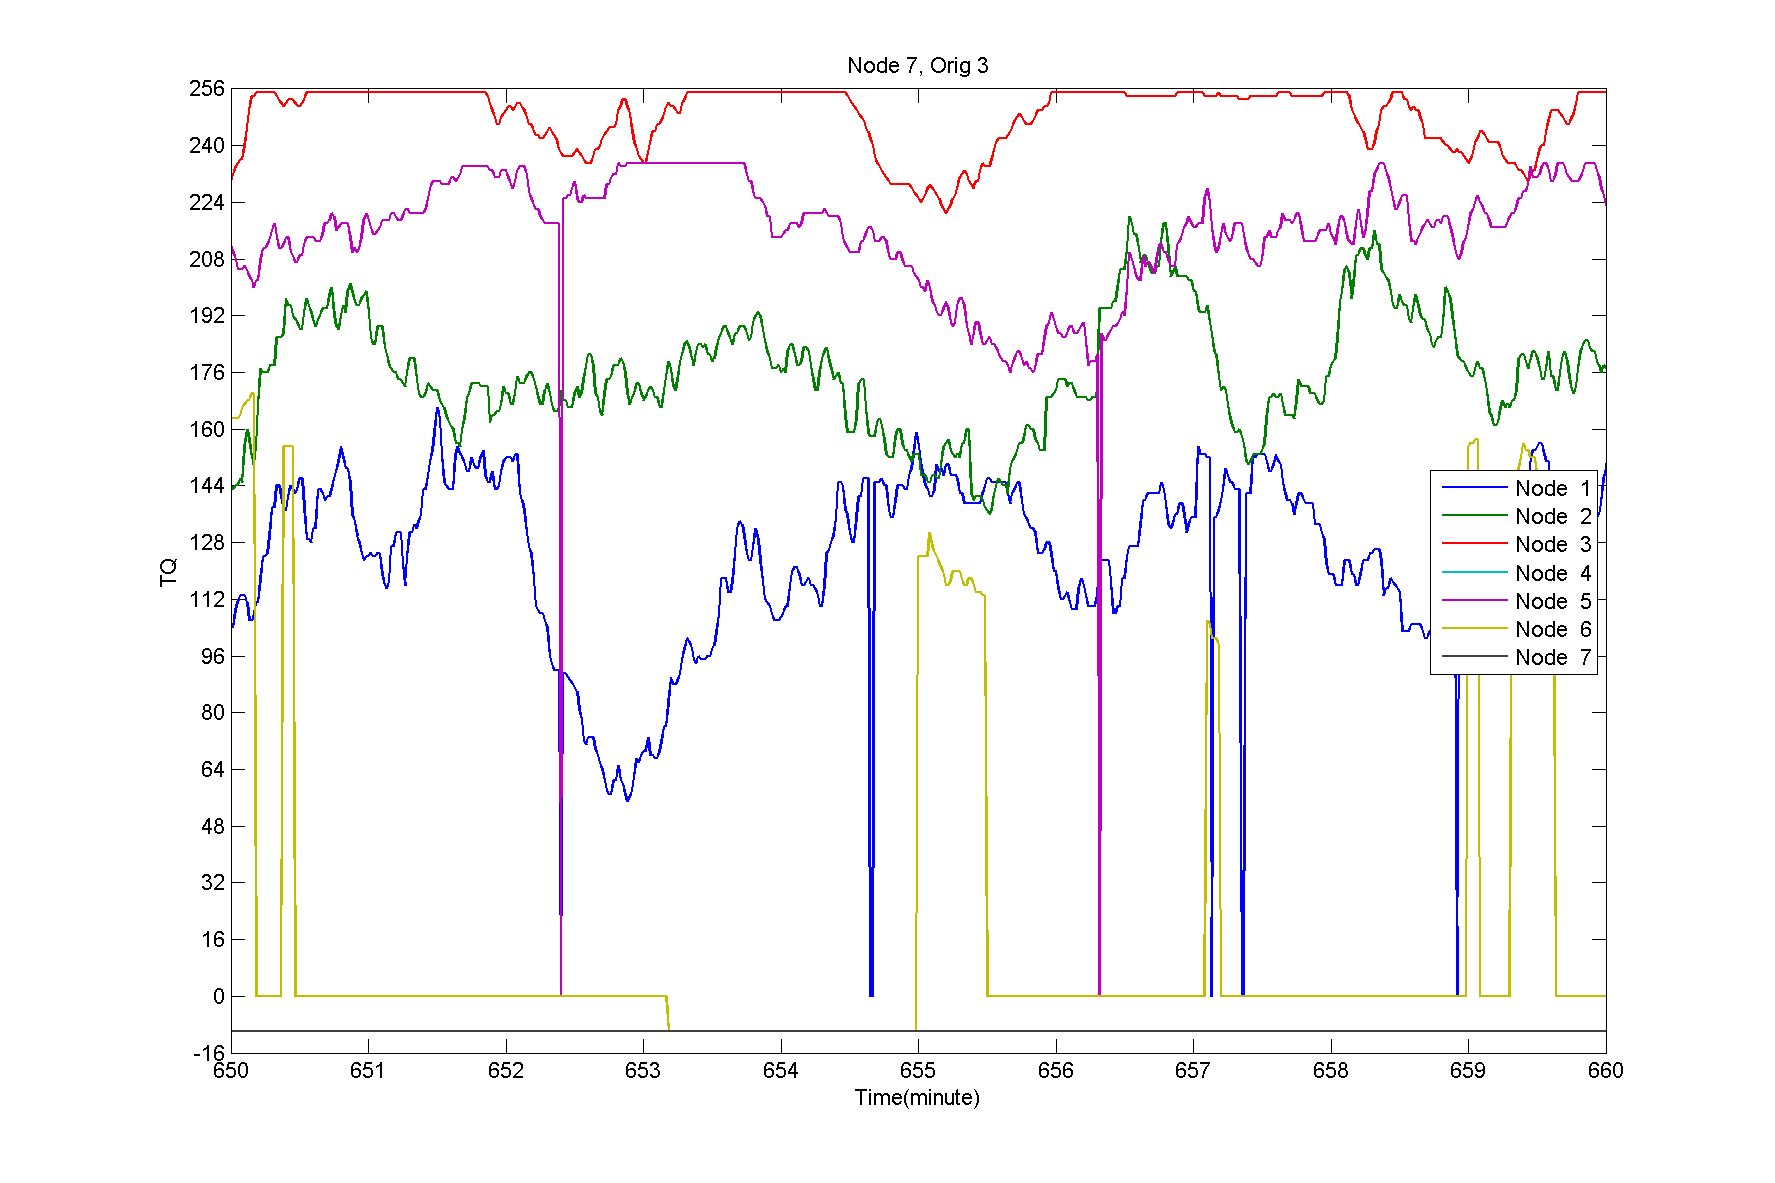 Node 7, Orig 3
256
240
224
208
192
176
160
144
128
112
96
80
64
48
32
16
0
-16
TQ
Node 1
Node 2
Node 3
Node 4
Node 5
Node 6
Node 7
650 651 652 653 654 655 656 657 658 659 660
Time(minute)